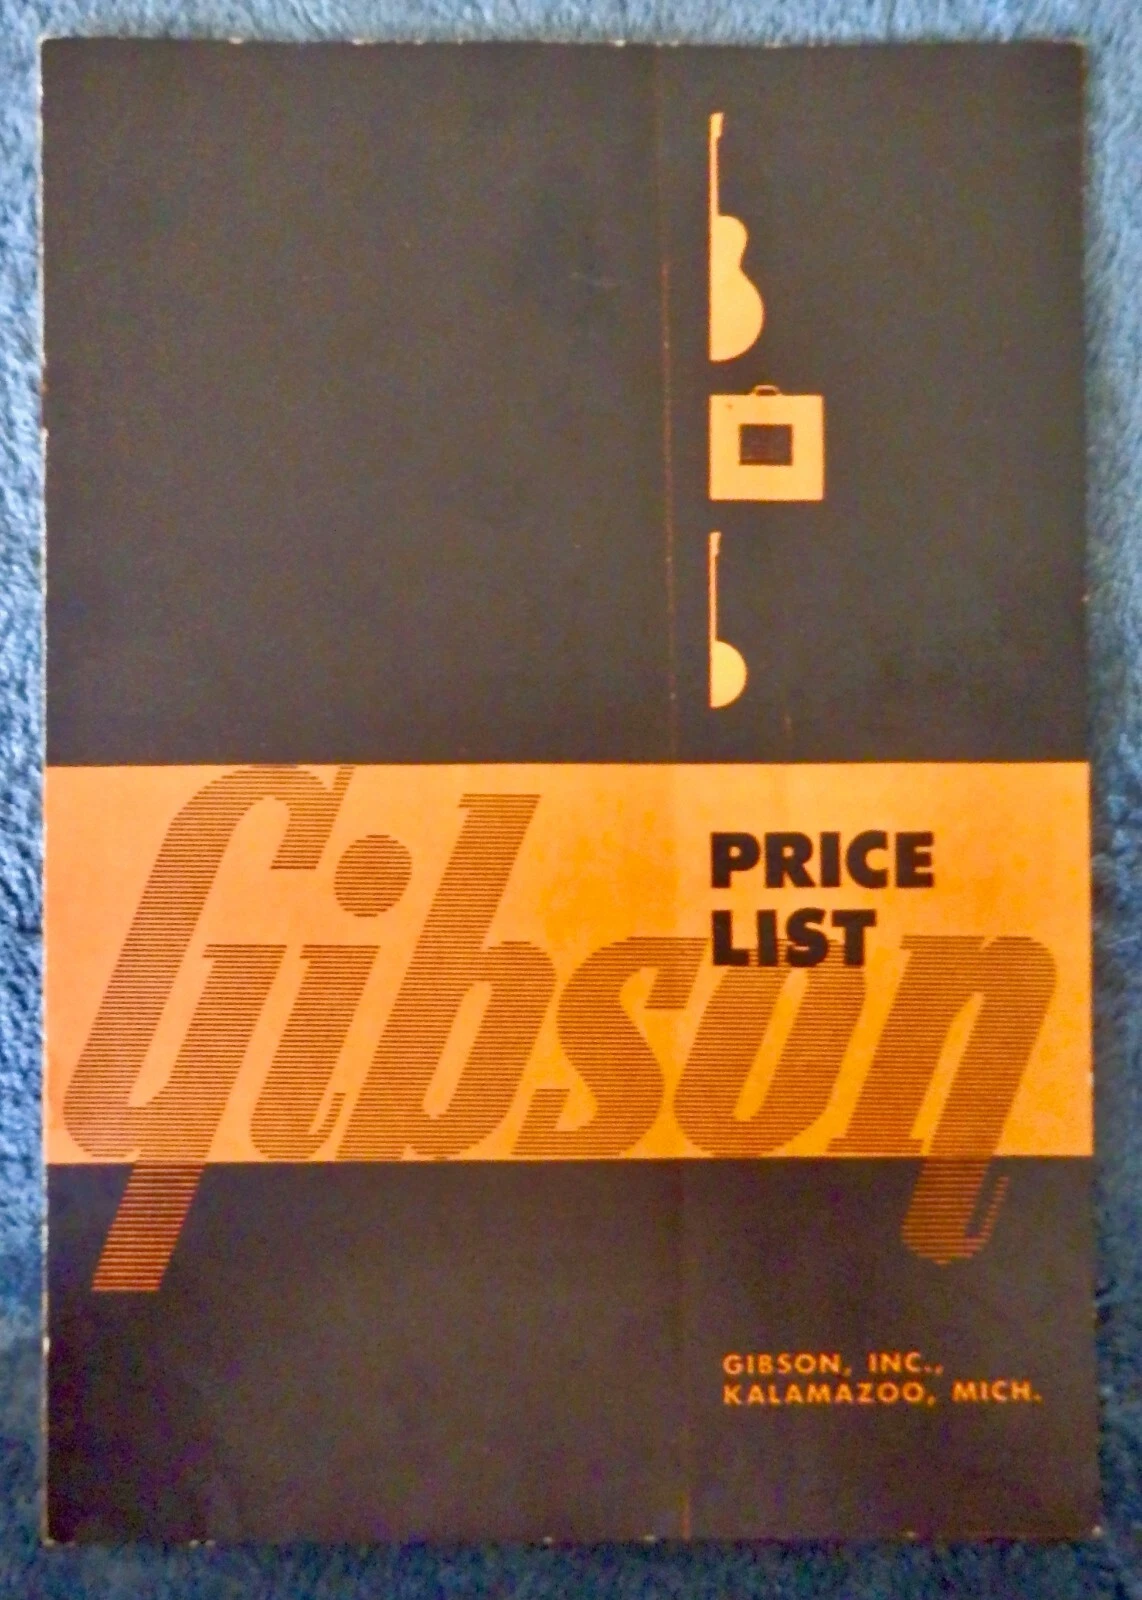 Gibson
PRICE
LIST
GIBSON, INC.,
KALAMAZOO, MICH.